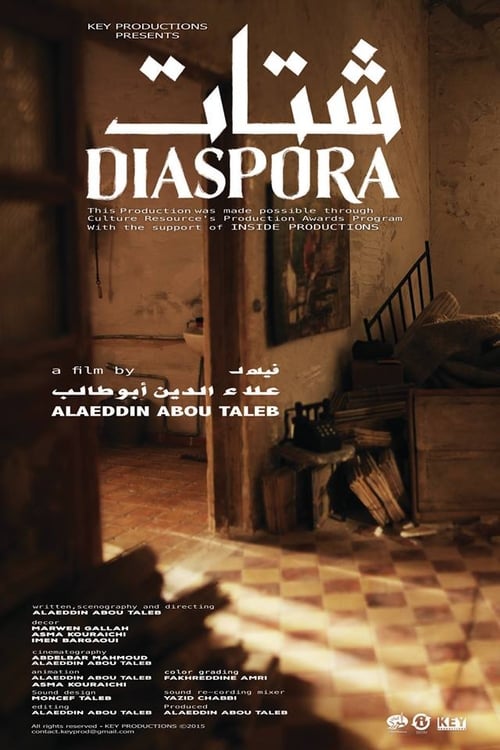 KEY PRODUCTIONS
PRESENTS
شتات
DIASPORA
This Production was made possible through
Culture Resource's Production Awards Program
With the support of INSIDE PRODUCTIONS
a film by فيلم لـ
علاء الدين أبوطالب
ALAEDDIN ABOU TALEB
written,scenography and directing
ALAEDDIN ABOU TALEB
decor
MARWEN GALLAH
ASMA KOURAICHI
IMEN BARGAOUI
cinematography
ABDELBAR MAHMOUD
ALAEDDIN ABOU TALEB
animation
ALAEDDIN ABOU TALEB
ASMA KOURAICHI
color grading
FAKHREDDINE AMRI
Sound design
MONCEF TALEB
sound re-cording mixer
YAZID CHABBI
editing
ALAEDDIN ABOU TALEB
Produced
ALAEDDIN ABOU TALEB
All rights reserved - KEY PRODUCTIONS ©2015
contact.keyprod@gmail.com
KEY